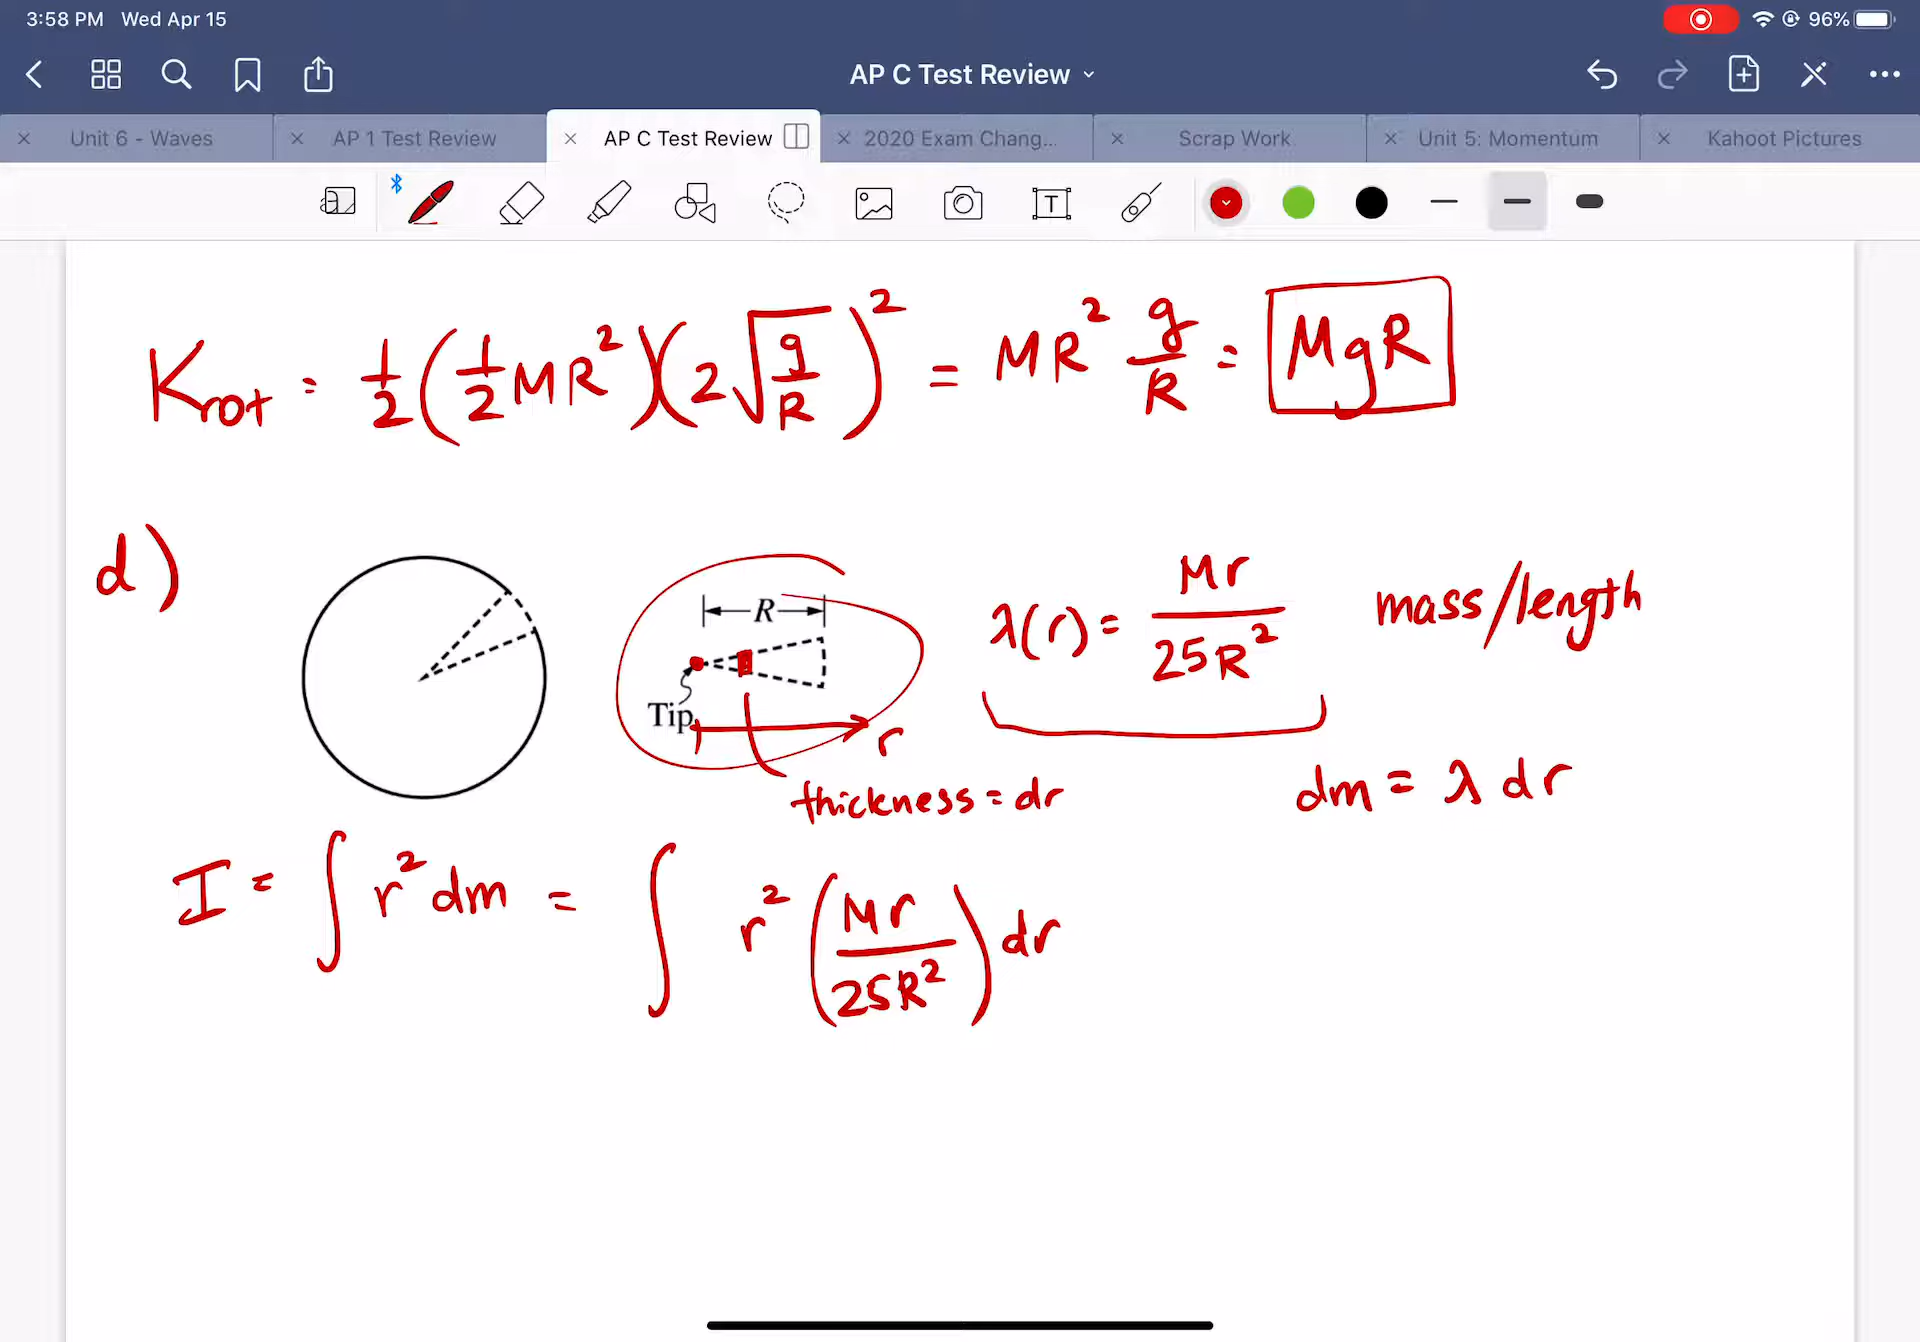 3:58 PM Wed Apr 15 96%
AP C Test Review
Unit 6 - Waves AP 1 Test Review AP C Test Review 2020 Exam Chang... Scrap Work Unit 5: Momentum Kahoot Pictures
K_rot = 1/2 (1/2 MR²)(2√(g/R))² = MR² g/R = MgR
d)
R
Tip
r
thickness = dr
λ(r) = Mr/25R² mass/length
dm = λ dr
I = ∫ r² dm = ∫ r² (Mr/25R²) dr